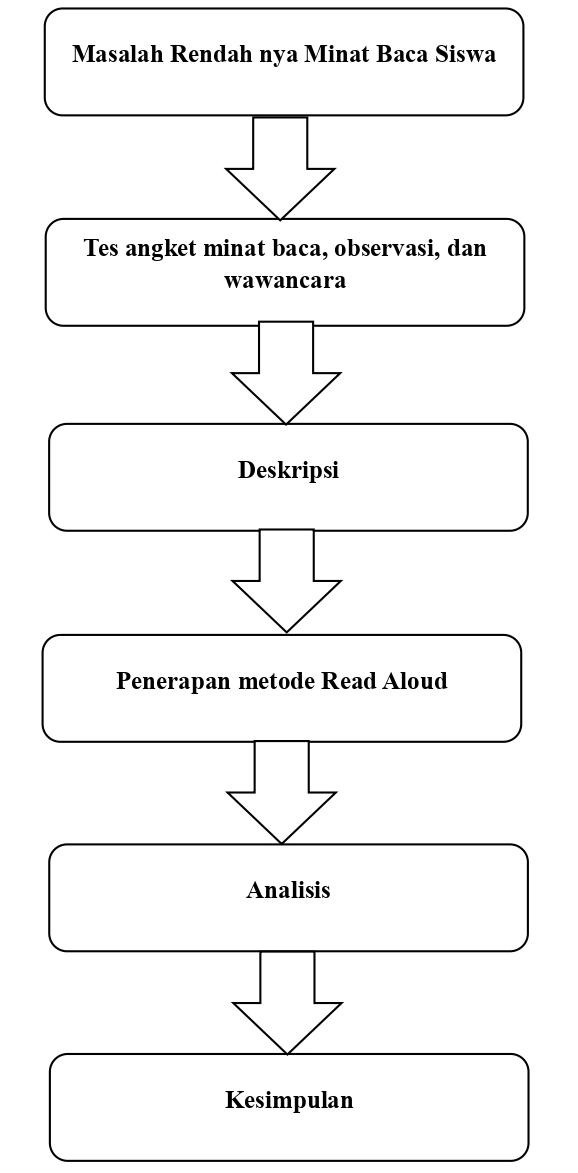 Masalah Rendah nya Minat Baca Siswa
Tes angket minat baca, observasi, dan
wawancara
Deskripsi
Penerapan metode Read Aloud
Analisis
Kesimpulan